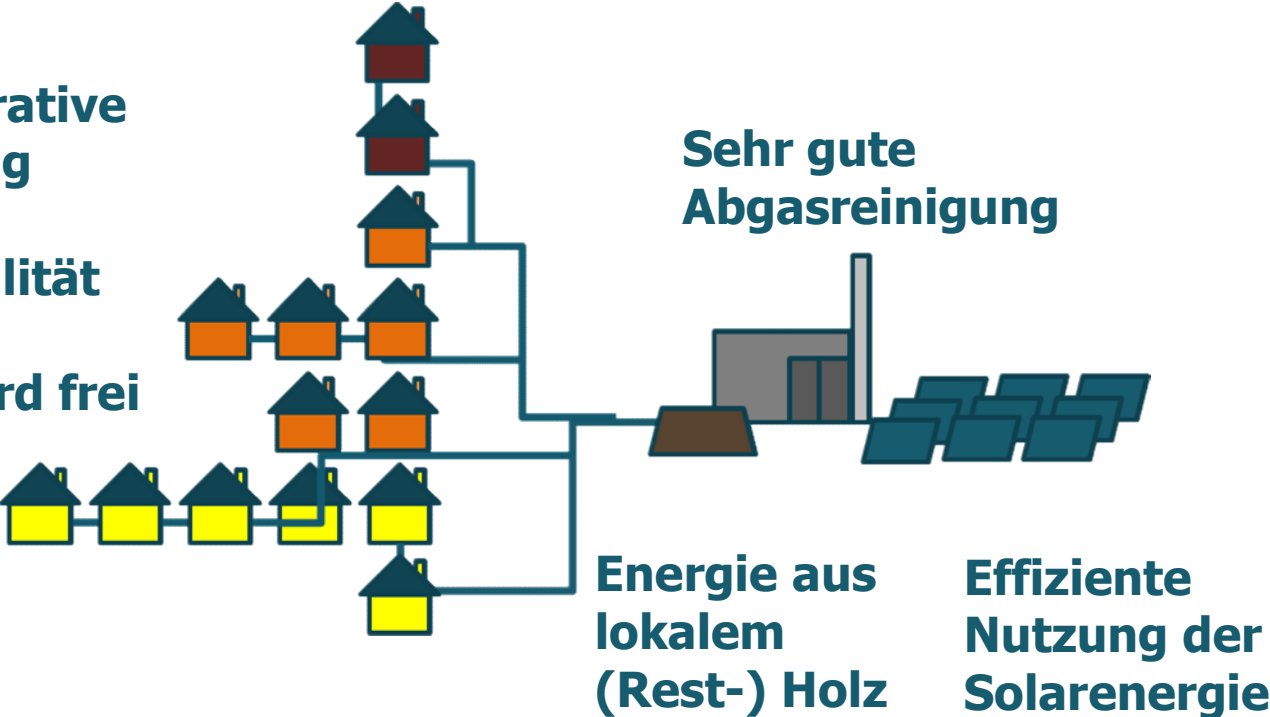 rative
g
lität
rd frei
Sehr gute
Abgasreinigung
Energie aus
lokalem
(Rest-) Holz
Effiziente
Nutzung der
Solarenergie